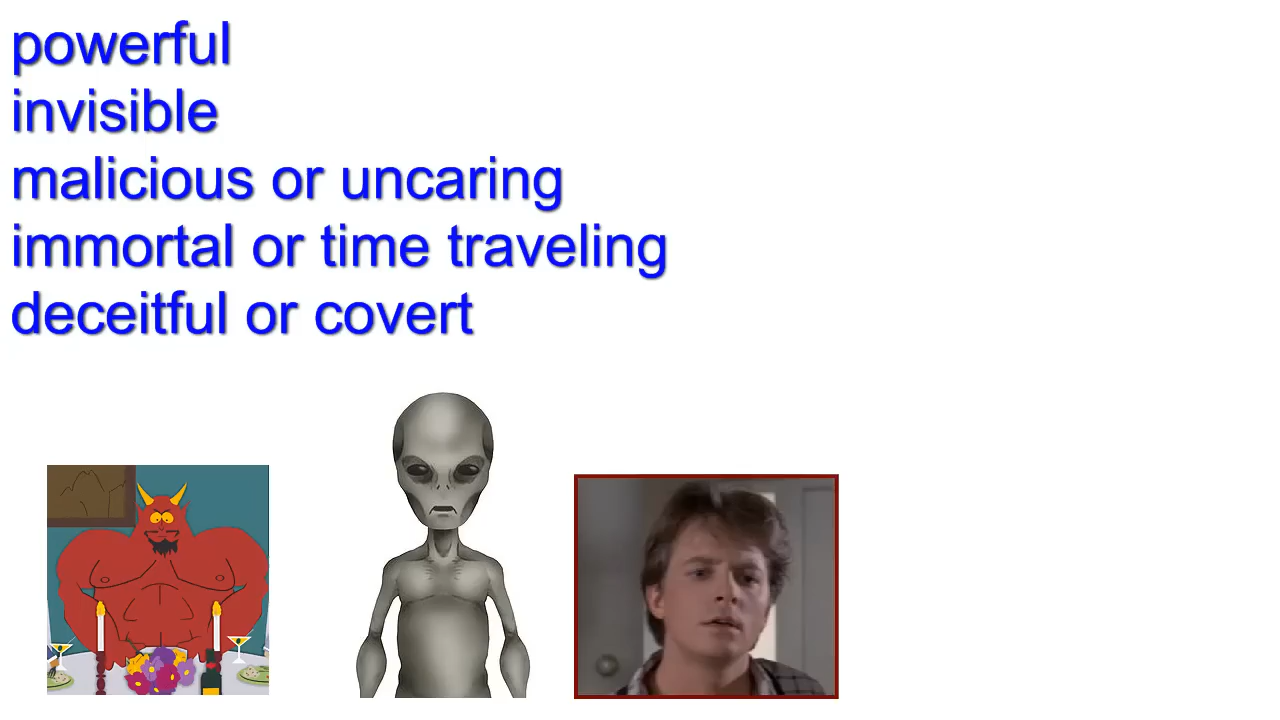 powerful
invisible
malicious or uncaring
immortal or time traveling
deceitful or covert